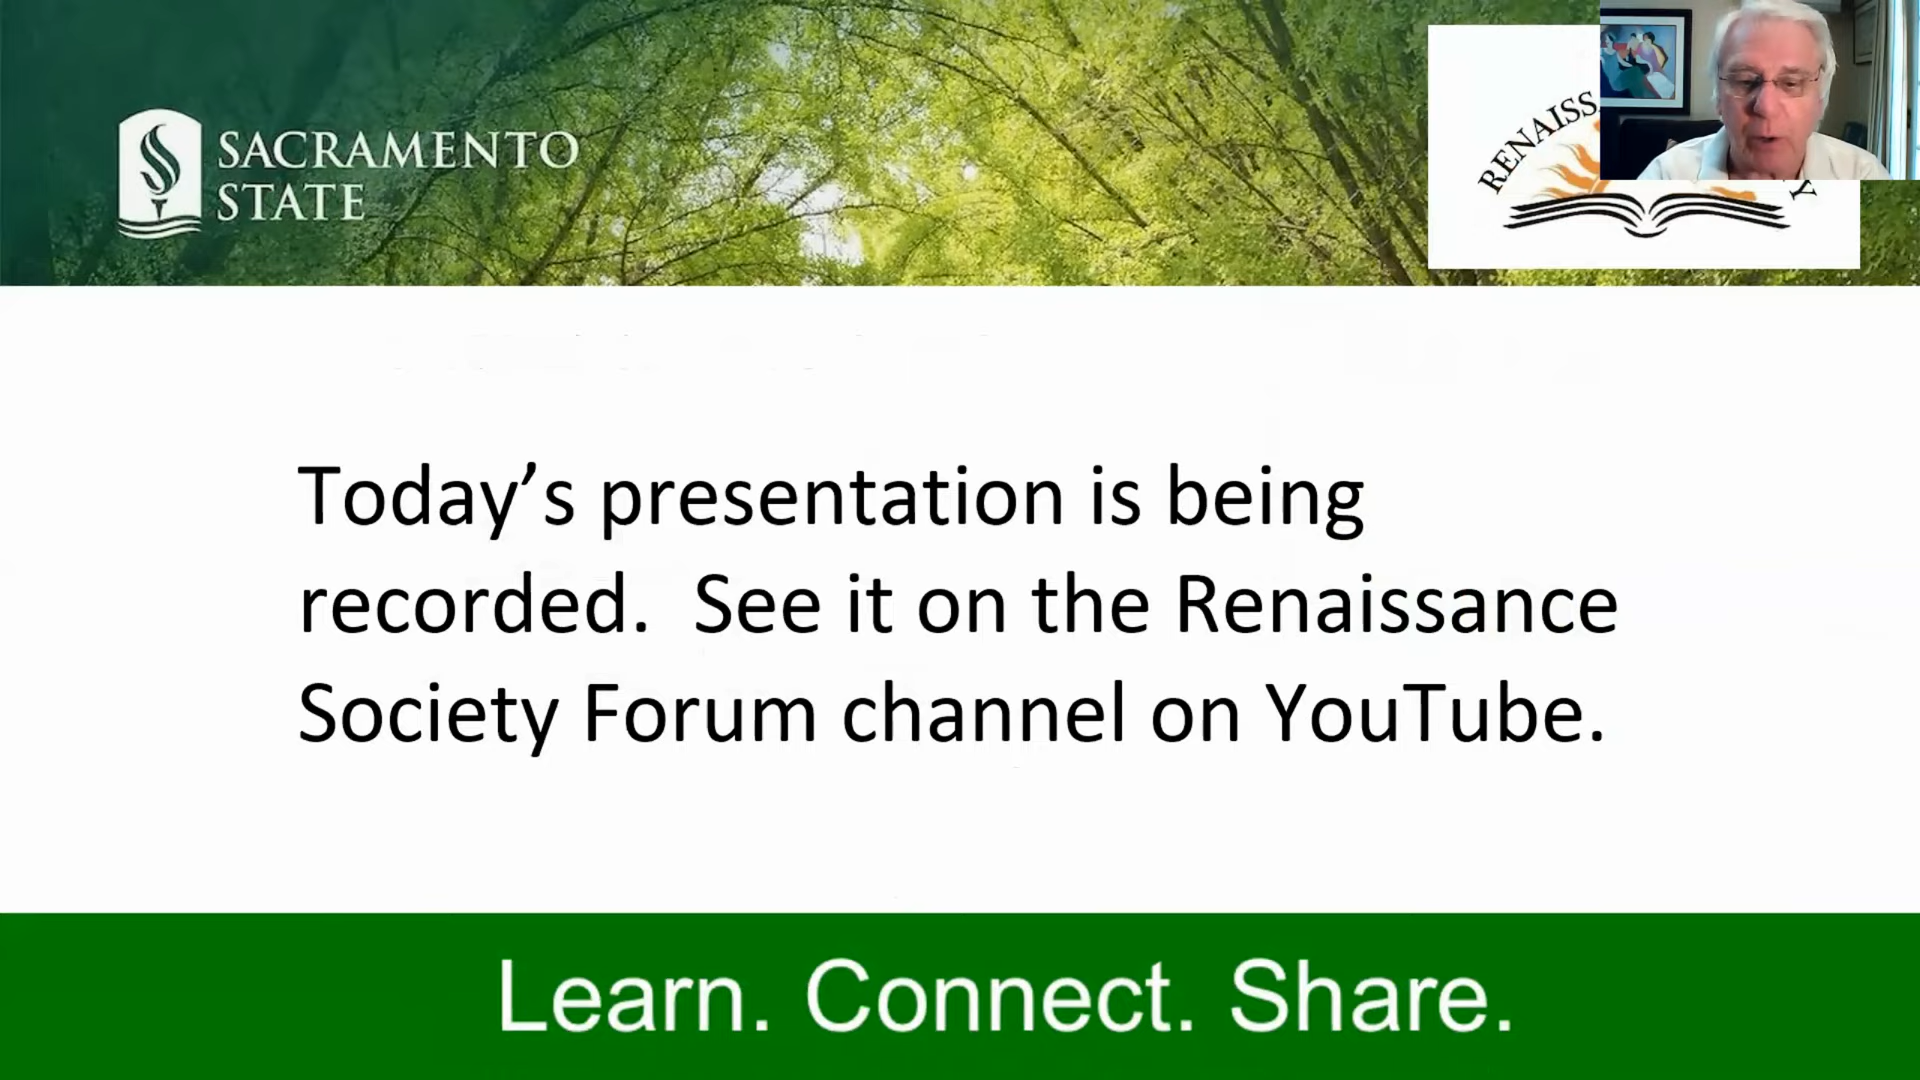 SACRAMENTO
STATE
Today’s presentation is being
recorded.  See it on the Renaissance
Society Forum channel on YouTube.
Learn. Connect. Share.